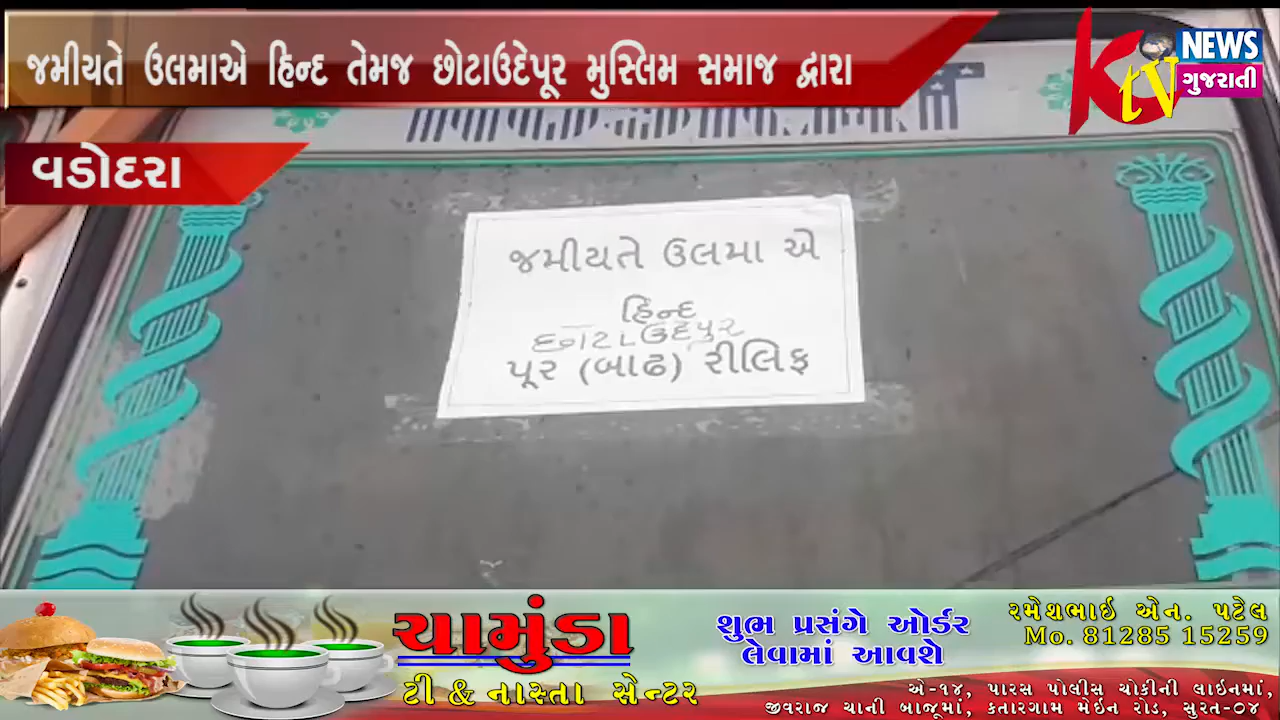 જમીયતે ઉલમાએ હિન્દ તેમજ છોટાઉદેપૂર મુસ્લિમ સમાજ દ્વારા
K tv NEWS
ગુજરાતી
વડોદરા
જમીયતે ઉલમા એ
હિન્દ
છોટાઉદેપુર
પૂર (બાઢ) રીલિફ
ચામુંડા
ટી & નાસ્તા સેન્ટર
શુભ પ્રસંગે ઓર્ડર
લેવામાં આવશે
રમેશભાઇ એન. પટેલ
Mo. 81285 15259
એ-૧૪, પારસ પોલીસ ચોકીની લાઇનમાં,
જીવરાજ ચાની બાજૂમાં, કતારગામ મેઇન રોડ, સુરત-૦૪